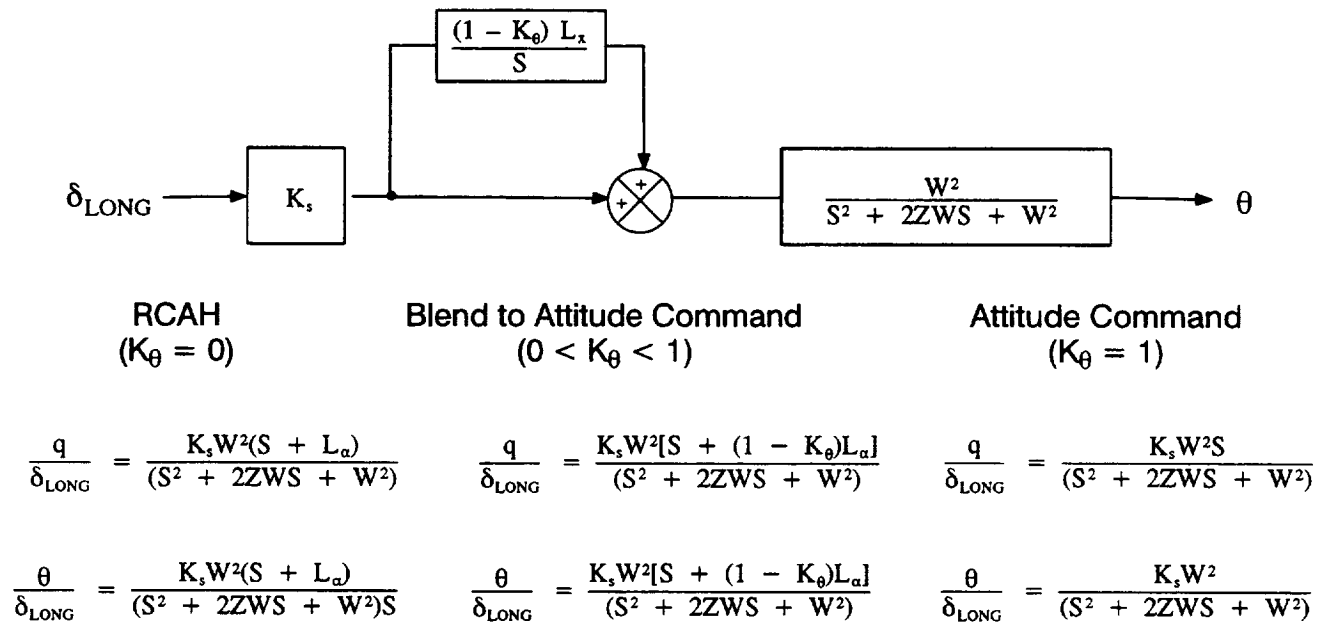 (1 - K_θ) L_x
S
δ_LONG
K_s
+
+
W²
S² + 2ZWS + W²
θ
RCAH
(K_θ = 0)
Blend to Attitude Command
(0 < K_θ < 1)
Attitude Command
(K_θ = 1)
q/δ_LONG = K_sW²(S + L_α)/(S² + 2ZWS + W²)
q/δ_LONG = K_sW²[S + (1 - K_θ)L_α]/(S² + 2ZWS + W²)
q/δ_LONG = K_sW²S/(S² + 2ZWS + W²)
θ/δ_LONG = K_sW²(S + L_α)/(S² + 2ZWS + W²)S
θ/δ_LONG = K_sW²[S + (1 - K_θ)L_α]/(S² + 2ZWS + W²)
θ/δ_LONG = K_sW²/(S² + 2ZWS + W²)